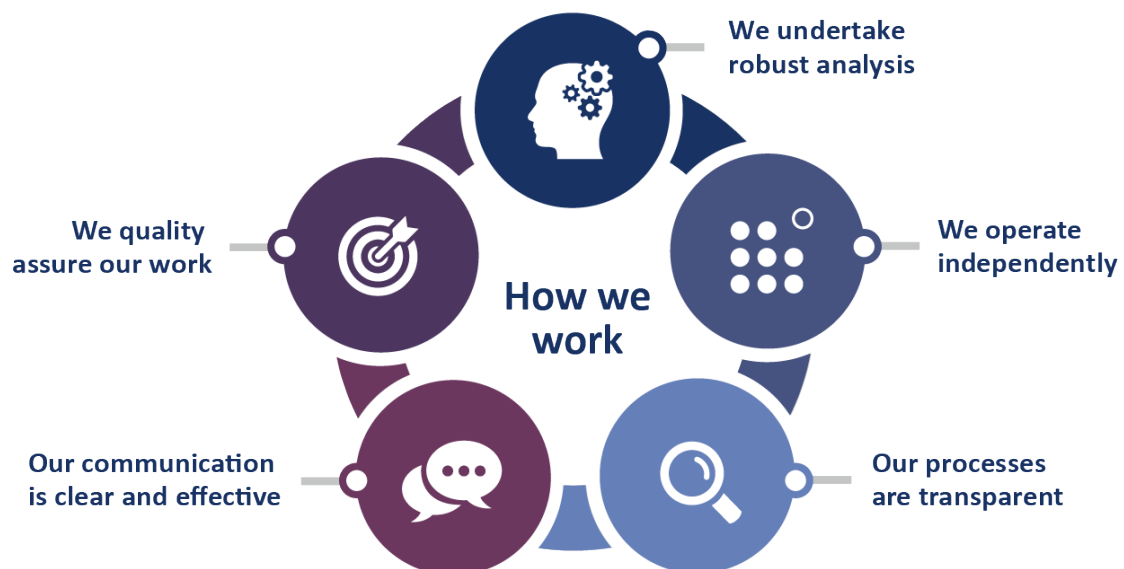 We undertake
robust analysis
We operate
independently
Our processes
are transparent
Our communication
is clear and effective
We quality
assure our work
How we
work